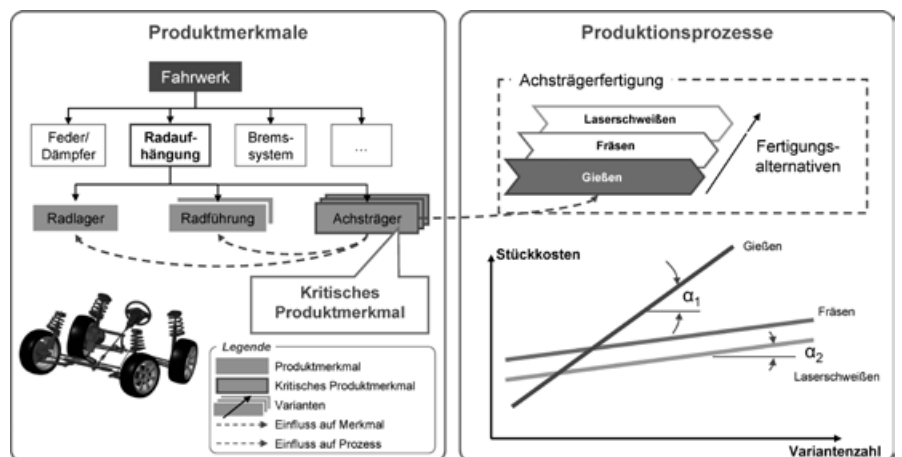 Produktmerkmale
Fahrwerk
Feder/
Dämpfer
Radauf-
hängung
Brems-
system
...
Radlager
Radführung
Achsträger
Kritisches
Produktmerkmal
Legende
Produktmerkmal
Kritisches Produktmerkmal
Varianten
Einfluss auf Merkmal
Einfluss auf Prozess
Produktionsprozesse
Achsträgerfertigung
Laserschweißen
Fräsen
Gießen
Fertigungs-
alternativen
Stückkosten
Gießen
α1
Fräsen
α2
Laserschweißen
Variantenzahl